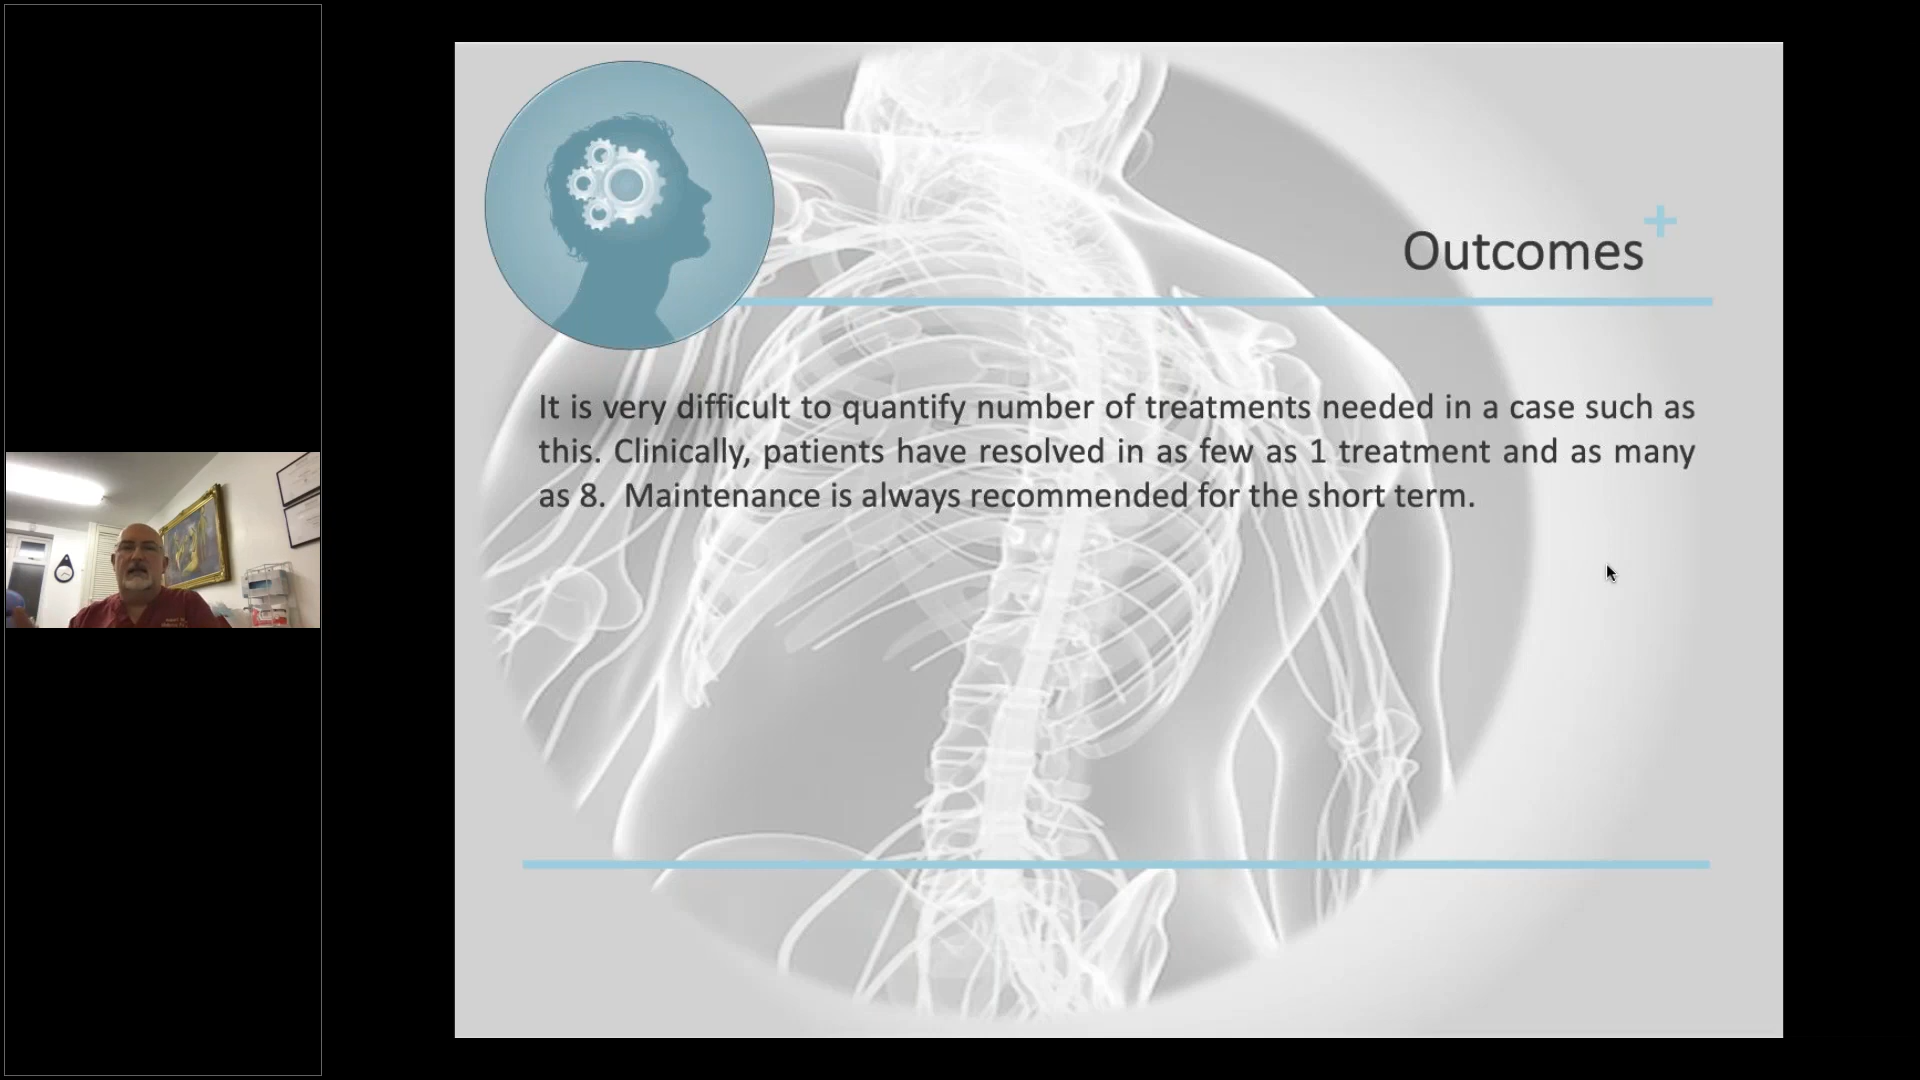 Outcomes
It is very difficult to quantify number of treatments needed in a case such as
this. Clinically, patients have resolved in as few as 1 treatment and as many
as 8.  Maintenance is always recommended for the short term.